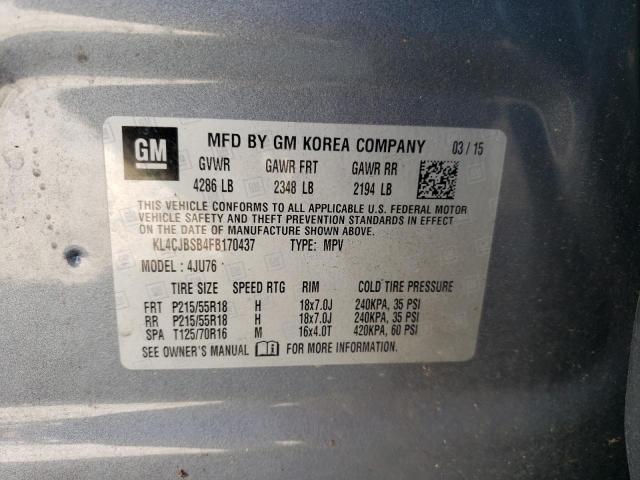 GM MFD BY GM KOREA COMPANY 03 / 15
GVWR GAWR FRT GAWR RR
4286 LB 2348 LB 2194 LB
THIS VEHICLE CONFORMS TO ALL APPLICABLE U.S. FEDERAL MOTOR
VEHICLE SAFETY AND THEFT PREVENTION STANDARDS IN EFFECT
ON THE DATE OF MANUFACTURE SHOWN ABOVE.
KL4CJBSB4FB170437 TYPE: MPV
MODEL : 4JU76
TIRE SIZE SPEED RTG RIM COLD TIRE PRESSURE
FRT P215/55R18 H 18x7.0J 240KPA, 35 PSI
RR P215/55R18 H 18x7.0J 240KPA, 35 PSI
SPA T125/70R16 M 16x4.0T 420KPA, 60 PSI
SEE OWNER'S MANUAL FOR MORE INFORMATION.